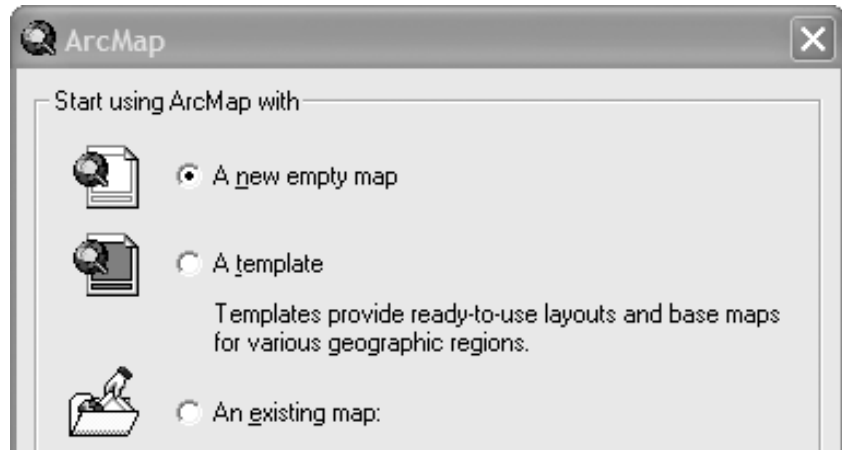 ArcMap
Start using ArcMap with
A new empty map
A template
Templates provide ready-to-use layouts and base maps
for various geographic regions.
An existing map: